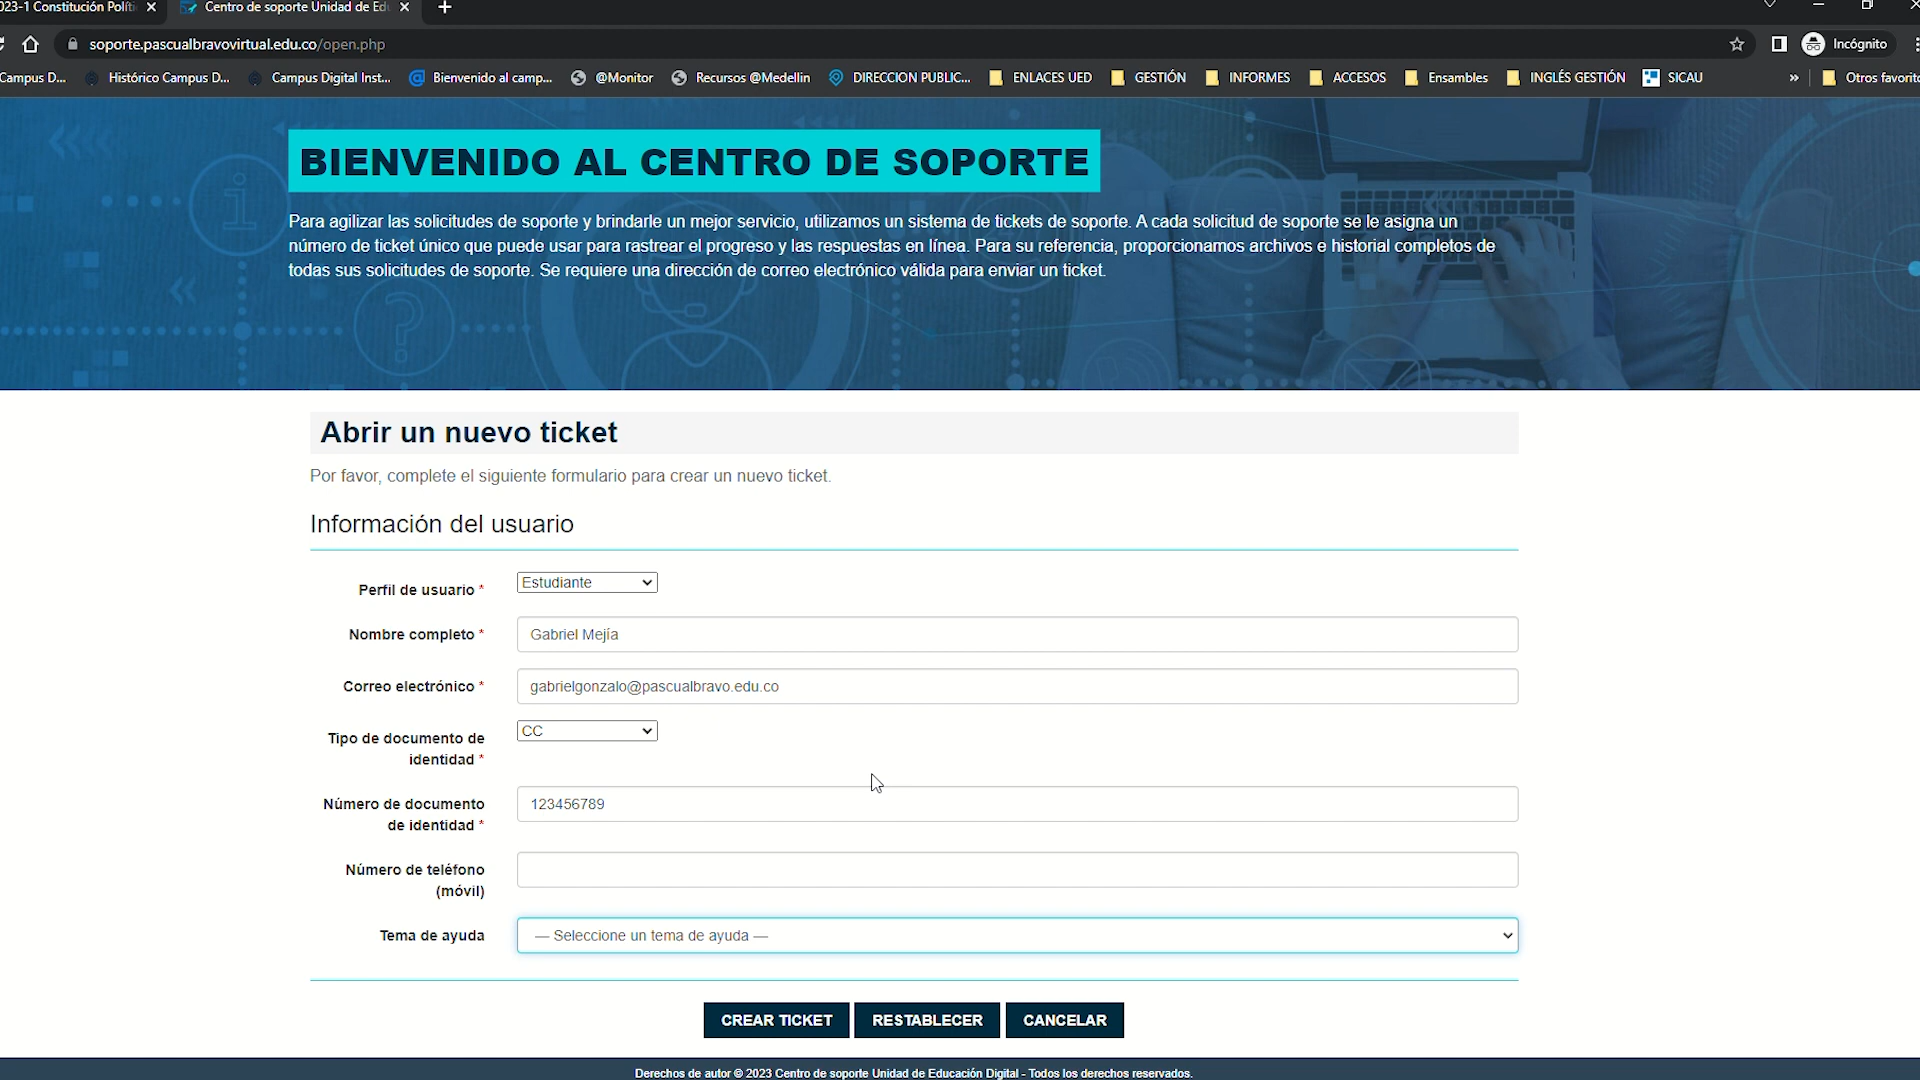 023-1 Constitución Políti
Centro de soporte Unidad de Ed
soporte.pascualbravovirtual.edu.co/open.php
Incógnito
Campus D...
Histórico Campus D...
Campus Digital Inst...
Bienvenido al camp...
@Monitor
Recursos @Medellin
DIRECCION PUBLIC...
ENLACES UED
GESTIÓN
INFORMES
ACCESOS
Ensambles
INGLÉS GESTIÓN
SICAU
»
Otros favorito
BIENVENIDO AL CENTRO DE SOPORTE
Para agilizar las solicitudes de soporte y brindarle un mejor servicio, utilizamos un sistema de tickets de soporte. A cada solicitud de soporte se le asigna un
número de ticket único que puede usar para rastrear el progreso y las respuestas en línea. Para su referencia, proporcionamos archivos e historial completos de
todas sus solicitudes de soporte. Se requiere una dirección de correo electrónico válida para enviar un ticket.
Abrir un nuevo ticket
Por favor, complete el siguiente formulario para crear un nuevo ticket.
Información del usuario
Perfil de usuario *
Estudiante
Nombre completo *
Gabriel Mejía
Correo electrónico *
gabrielgonzalo@pascualbravo.edu.co
Tipo de documento de
identidad *
CC
Número de documento
de identidad *
123456789
Número de teléfono
(móvil)
Tema de ayuda
— Seleccione un tema de ayuda —
CREAR TICKET
RESTABLECER
CANCELAR
Derechos de autor © 2023 Centro de soporte Unidad de Educación Digital - Todos los derechos reservados.